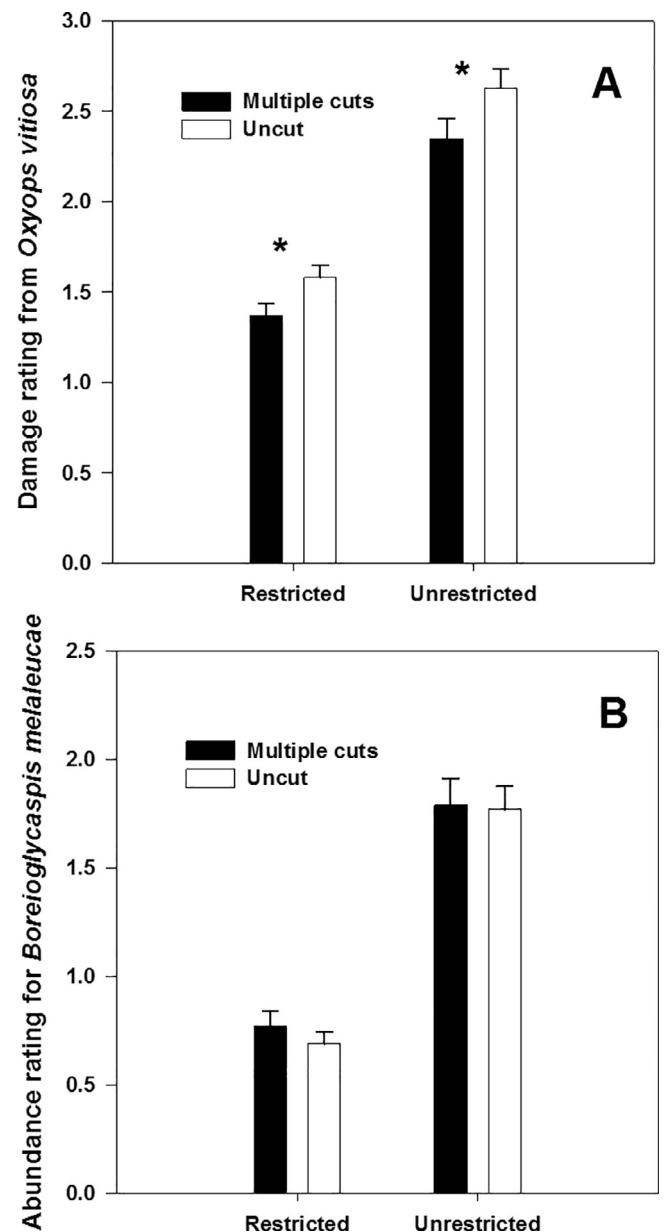 A
Multiple cuts
Uncut
*
*
Damage rating from Oxyops vitiosa
3.0
2.5
2.0
1.5
1.0
0.5
0.0
Restricted Unrestricted
B
Multiple cuts
Uncut
Abundance rating for Boreioglycaspis melaleucae
2.5
2.0
1.5
1.0
0.5
0.0
Restricted Unrestricted